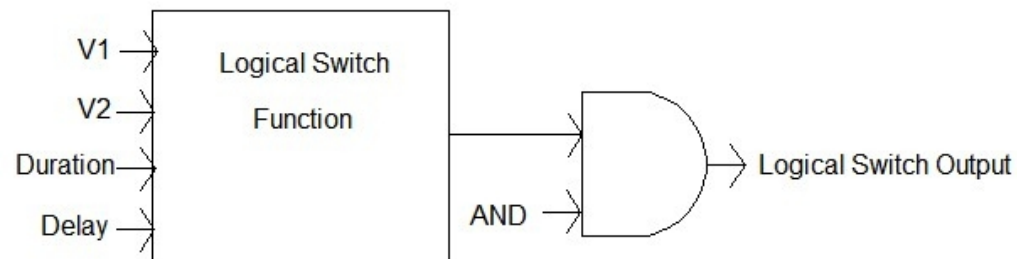 V1
V2
Duration
Delay
Logical Switch
Function
AND
Logical Switch Output